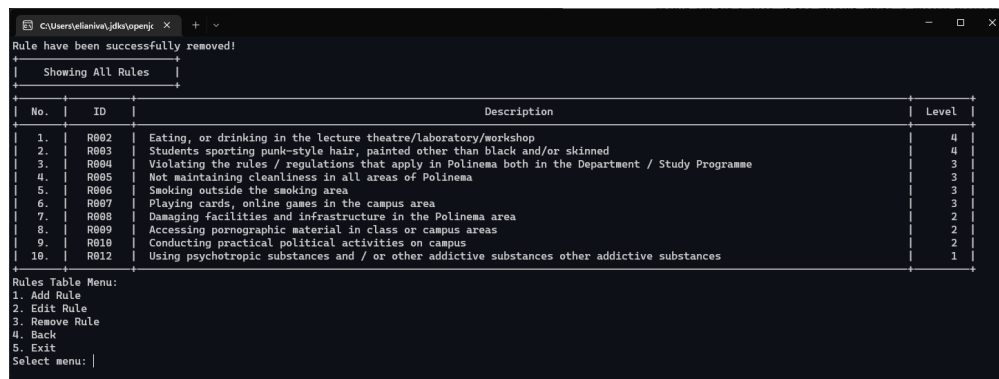 C:\Users\elianiva\.jdks\openjc
Rule have been successfully removed!
Showing All Rules
No. | ID | Description | Level
1. | R002 | Eating, or drinking in the lecture theatre/laboratory/workshop | 4
2. | R003 | Students sporting punk-style hair, painted other than black and/or skinned | 4
3. | R004 | Violating the rules / regulations that apply in Polinema both in the Department / Study Programme | 3
4. | R005 | Not maintaining cleanliness in all areas of Polinema | 3
5. | R006 | Smoking outside the smoking area | 3
6. | R007 | Playing cards, online games in the campus area | 3
7. | R008 | Damaging facilities and infrastructure in the Polinema area | 2
8. | R009 | Accessing pornographic material in class or campus areas | 2
9. | R010 | Conducting practical political activities on campus | 2
10. | R012 | Using psychotropic substances and / or other addictive substances other addictive substances | 1
Rules Table Menu:
1. Add Rule
2. Edit Rule
3. Remove Rule
4. Back
5. Exit
Select menu: